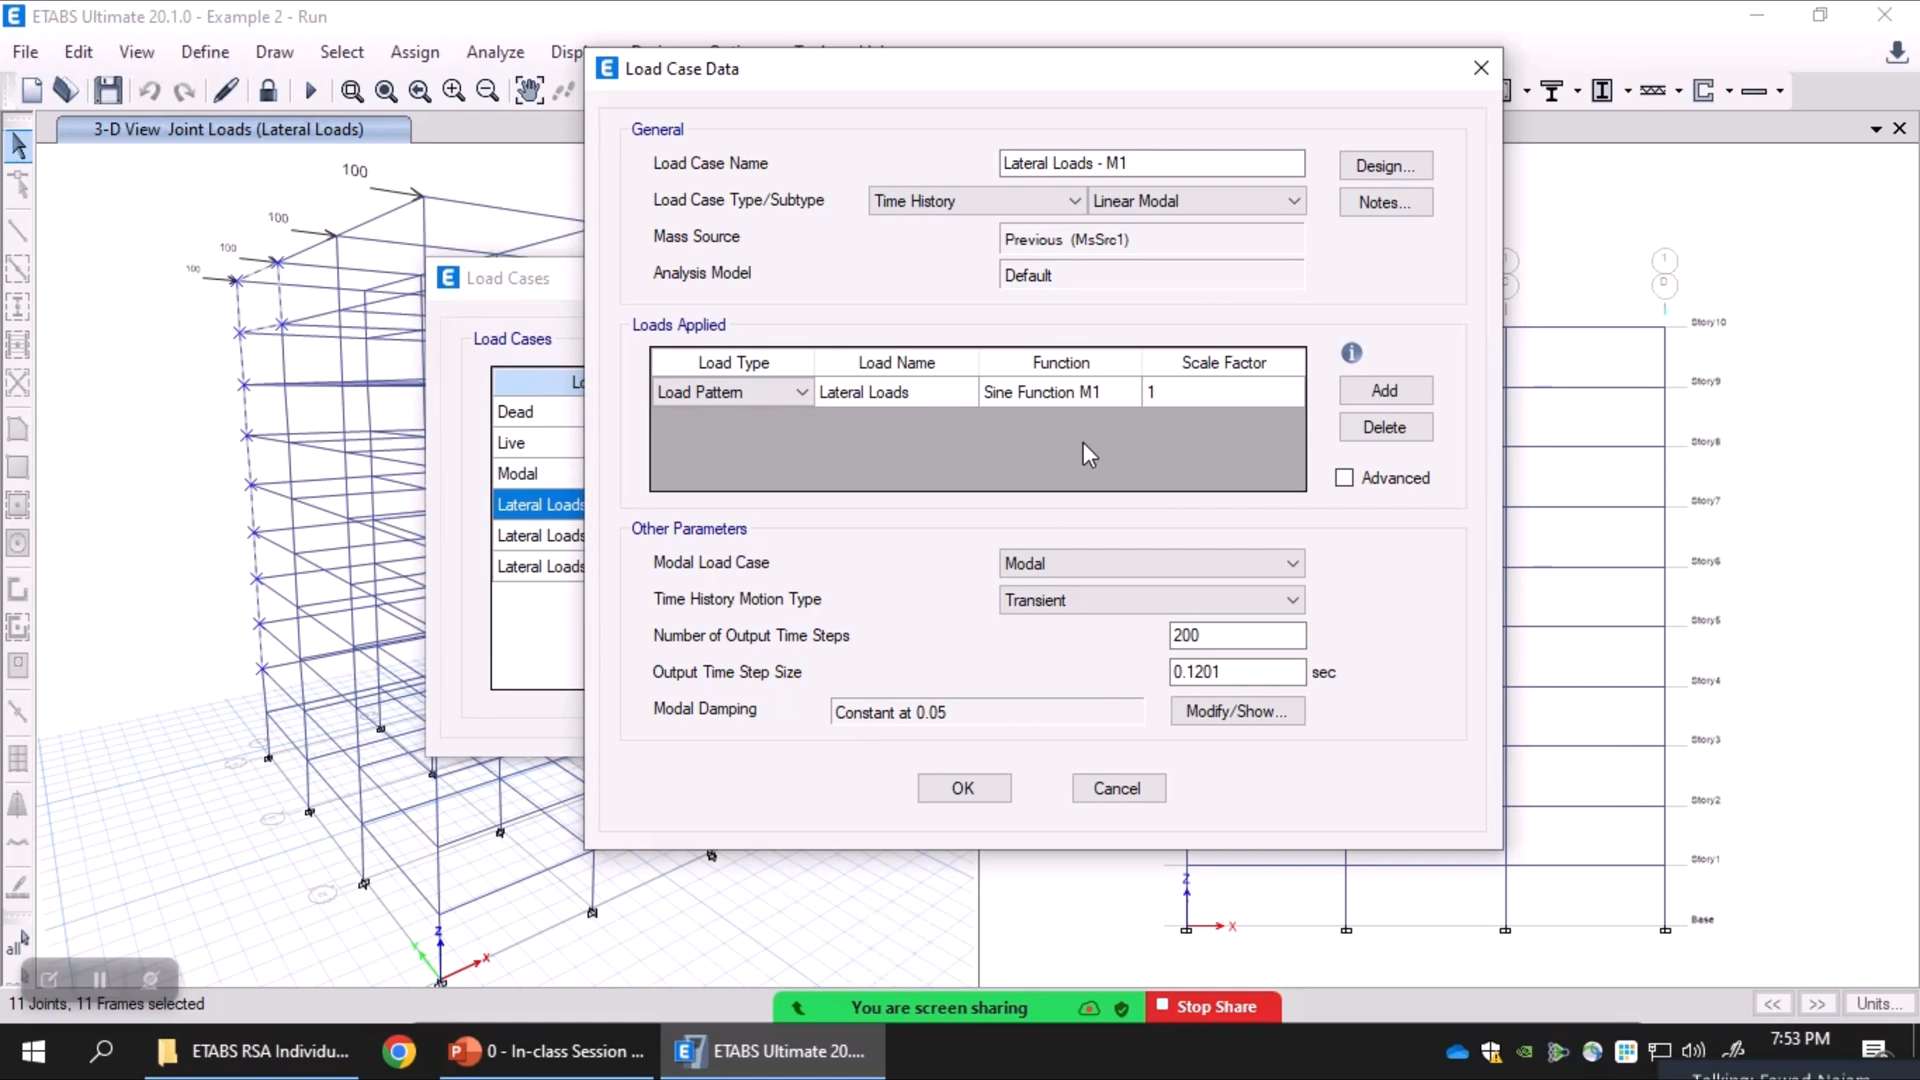 ETABS Ultimate 20.1.0 - Example 2 - Run
File Edit View Define Draw Select Assign Analyze
3-D View Joint Loads (Lateral Loads)
100
100
100
100
Load Cases
Load Cases
Dead
Live
Modal
Lateral Loads
Lateral Loads
Lateral Loads
Load Case Data
General
Load Case Name Lateral Loads - M1 Design...
Load Case Type/Subtype Time History Linear Modal Notes...
Mass Source Previous (MsSrc1)
Analysis Model Default
Loads Applied
Load Type Load Name Function Scale Factor
Load Pattern Lateral Loads Sine Function M1 1
Add
Delete
Advanced
Other Parameters
Modal Load Case Modal
Time History Motion Type Transient
Number of Output Time Steps 200
Output Time Step Size 0.1201 sec
Modal Damping Constant at 0.05 Modify/Show...
OK Cancel
1
D
Story10
Story9
Story8
Story7
Story6
Story5
Story4
Story3
Story2
Story1
Base
Z
X
Y
Z
X
all
11 Joints, 11 Frames selected
You are screen sharing Stop Share
<< >> Units...
ETABS RSA Individu...
0 - In-class Session ...
ETABS Ultimate 20....
7:53 PM